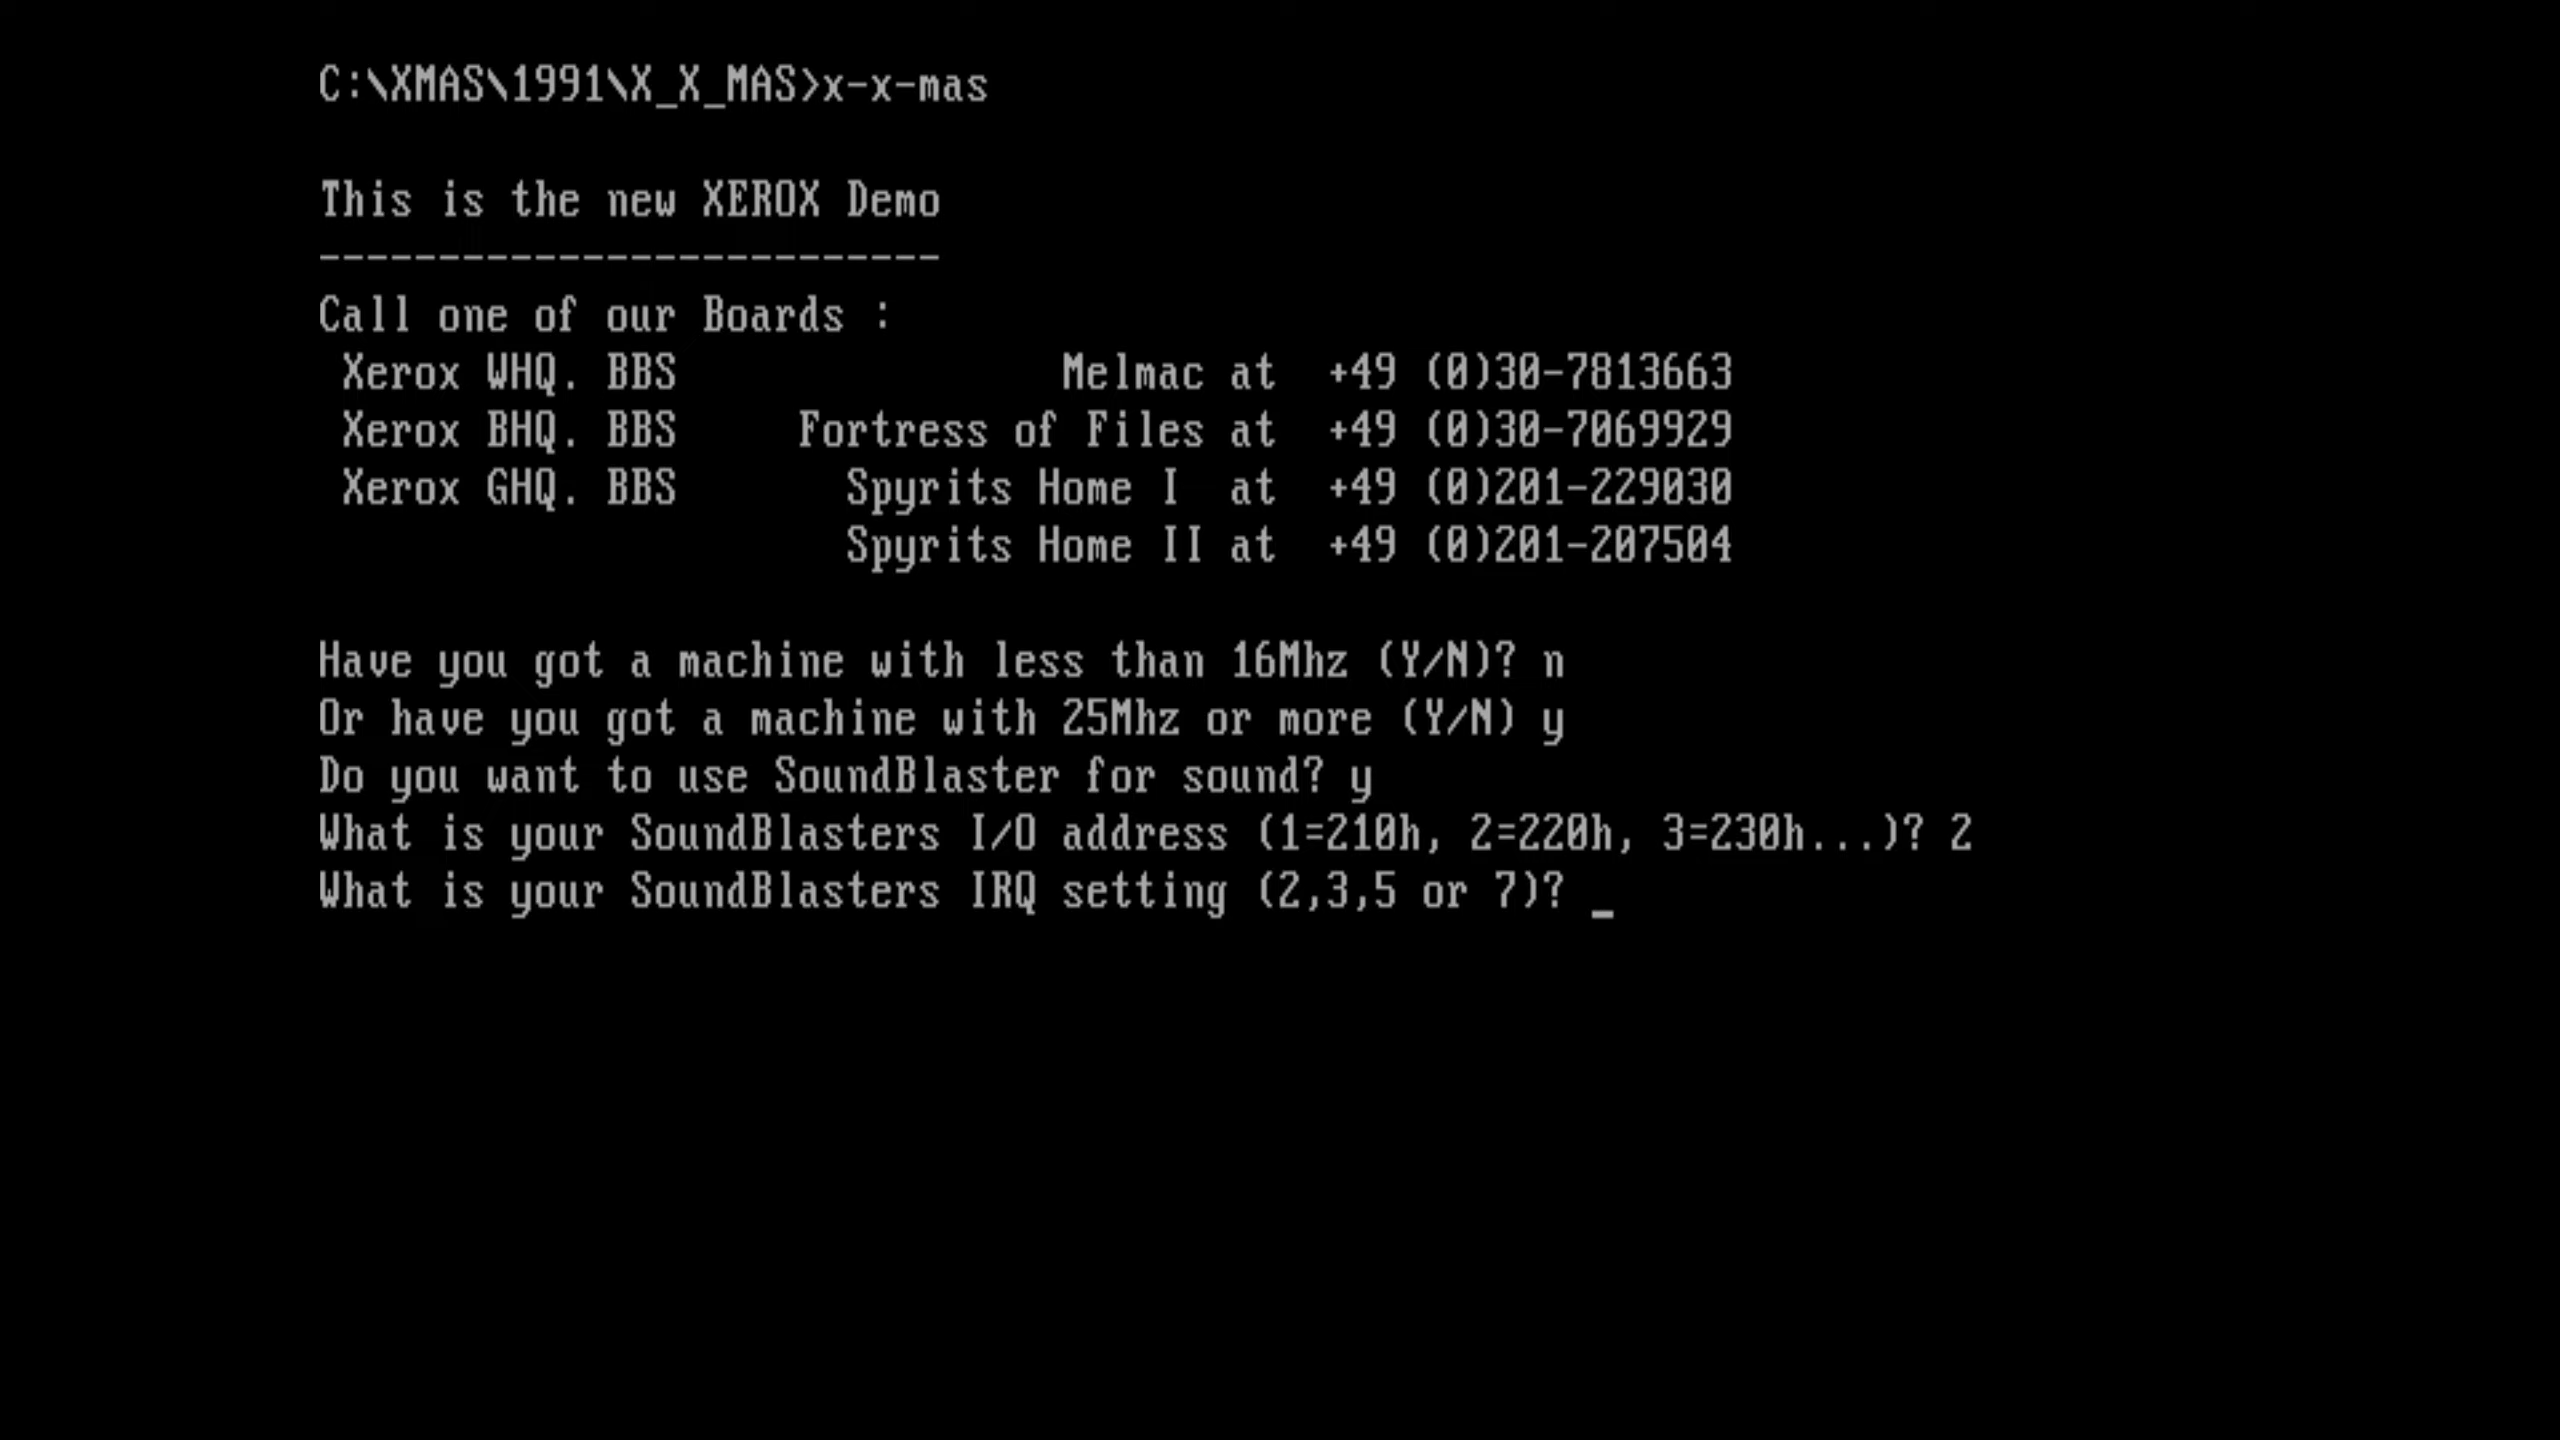 C:\XMAS\1991\X_X_MAS>x-x-mas
This is the new XEROX Demo
--------------------------
Call one of our Boards :
Xerox WHQ. BBS Melmac at +49 (0)30-7813663
Xerox BHQ. BBS Fortress of Files at +49 (0)30-7069929
Xerox GHQ. BBS Spyrits Home I at +49 (0)201-229030
Spyrits Home II at +49 (0)201-207504
Have you got a machine with less than 16Mhz (Y/N)? n
Or have you got a machine with 25Mhz or more (Y/N) y
Do you want to use SoundBlaster for sound? y
What is your SoundBlasters I/O address (1=210h, 2=220h, 3=230h...)? 2
What is your SoundBlasters IRQ setting (2,3,5 or 7)? _